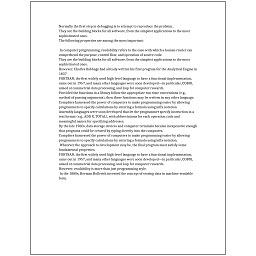 Normally the first step in debugging is to attempt to reproduce the problem.
They are the building blocks for all software, from the simplest applications to the most
sophisticated ones.
The following properties are among the most important:

In computer programming, readability refers to the ease with which a human reader can
comprehend the purpose, control flow, and operation of source code.
They are the building blocks for all software, from the simplest applications to the most
sophisticated ones.
However, Charles Babbage had already written his first program for the Analytical Engine in
1837.
FORTRAN, the first widely used high-level language to have a functional implementation,
came out in 1957, and many other languages were soon developed—in particular, COBOL
aimed at commercial data processing, and Lisp for computer research.
Provided the functions in a library follow the appropriate run-time conventions (e.g.,
method of passing arguments), then these functions may be written in any other language.
Compilers harnessed the power of computers to make programming easier by allowing
programmers to specify calculations by entering a formula using infix notation.
Assembly languages were soon developed that let the programmer specify instruction in a
text format (e.g., ADD X, TOTAL), with abbreviations for each operation code and
meaningful names for specifying addresses.
By the late 1960s, data storage devices and computer terminals became inexpensive enough
that programs could be created by typing directly into the computers.
Compilers harnessed the power of computers to make programming easier by allowing
programmers to specify calculations by entering a formula using infix notation.
Whatever the approach to development may be, the final program must satisfy some
fundamental properties.
FORTRAN, the first widely used high-level language to have a functional implementation,
came out in 1957, and many other languages were soon developed—in particular, COBOL
aimed at commercial data processing, and Lisp for computer research.
However, readability is more than just programming style.
In the 1880s, Herman Hollerith invented the concept of storing data in machine-readable
form.